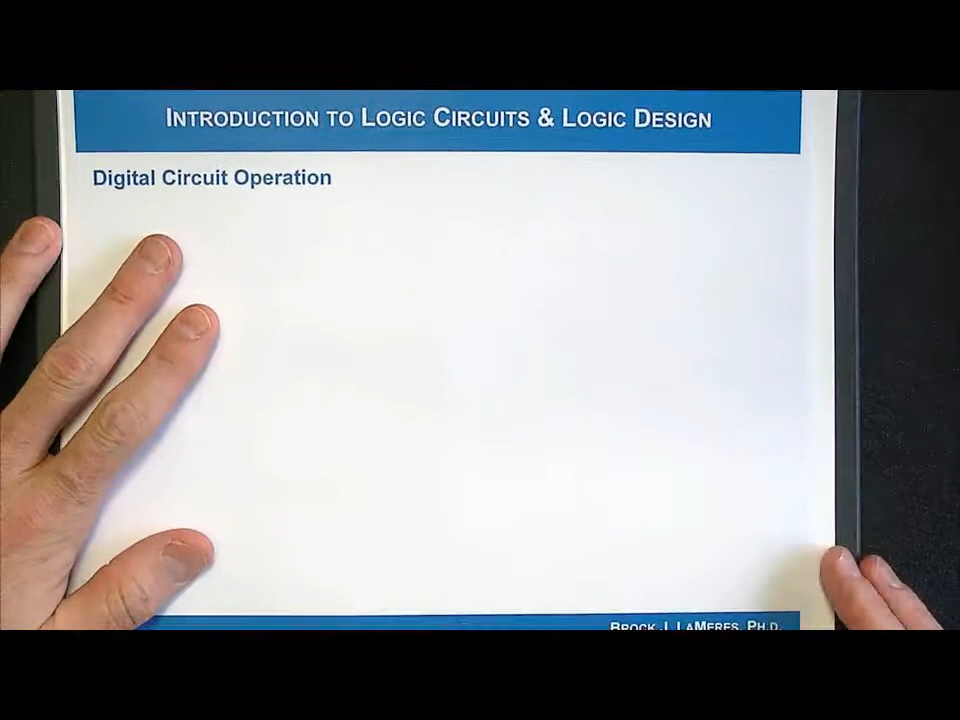 INTRODUCTION TO LOGIC CIRCUITS & LOGIC DESIGN
Digital Circuit Operation
BROCK J. LAMERES, PH.D.